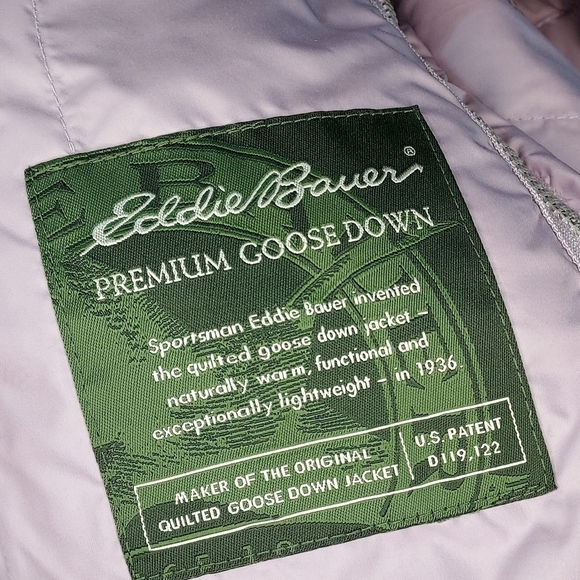 Eddie Bauer®
PREMIUM GOOSE DOWN
Sportsman Eddie Bauer invented
the quilted goose down jacket –
naturally warm, functional and
exceptionally lightweight – in 1936.
MAKER OF THE ORIGINAL
QUILTED GOOSE DOWN JACKET
U.S. PATENT
D119,122